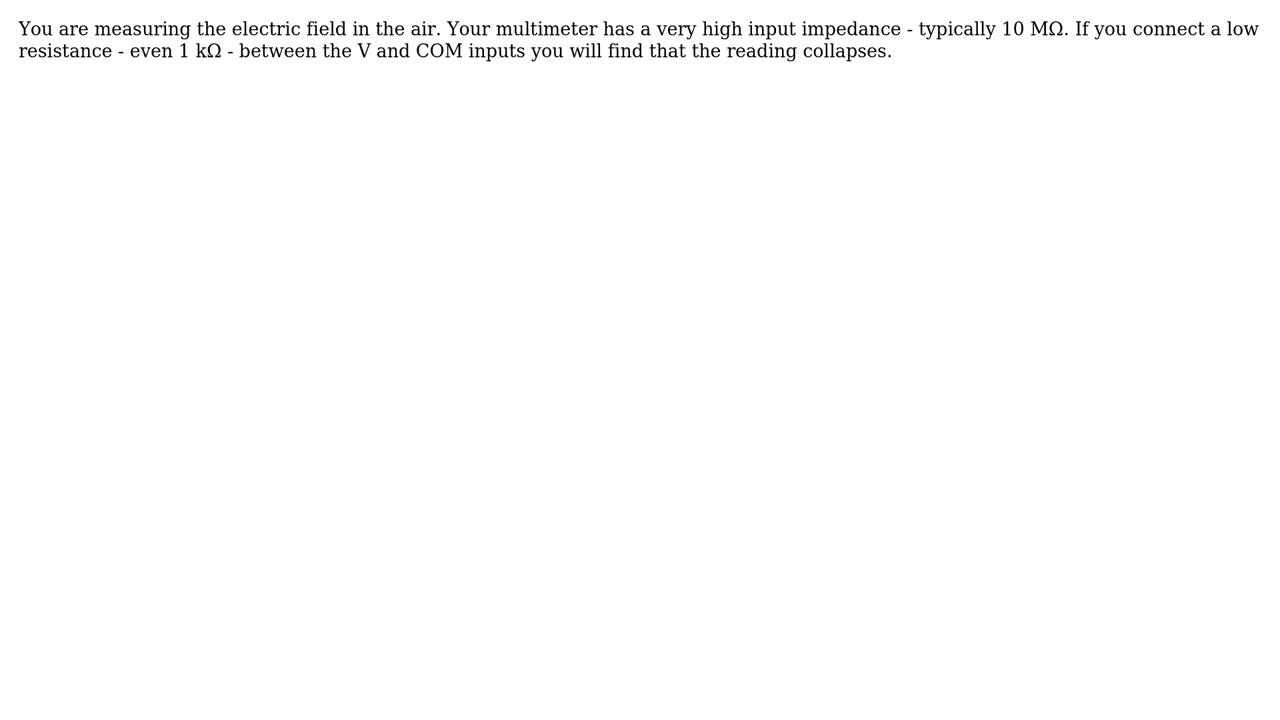 You are measuring the electric field in the air. Your multimeter has a very high input impedance - typically 10 MΩ. If you connect a low
resistance - even 1 kΩ - between the V and COM inputs you will find that the reading collapses.